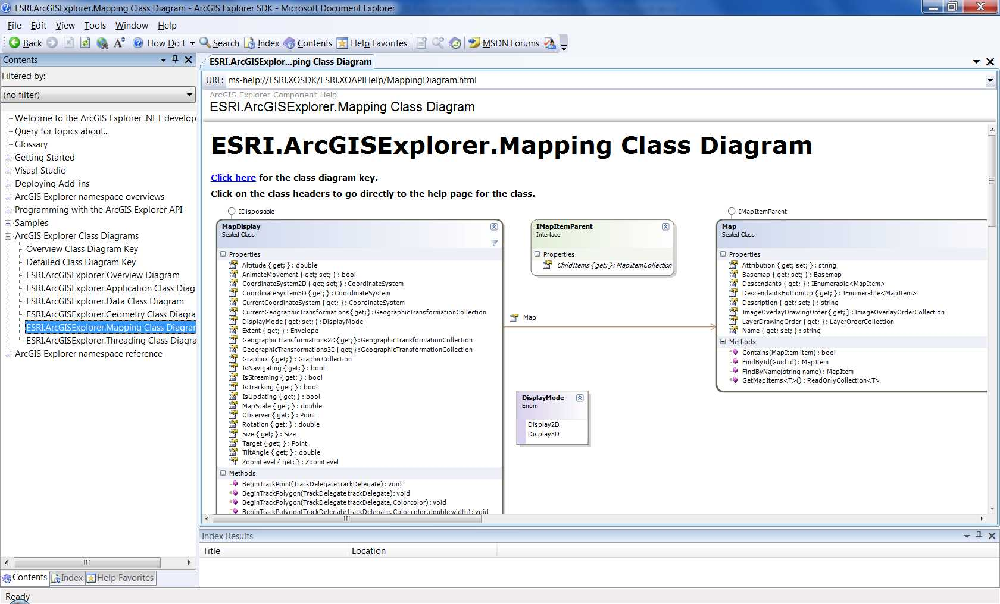 ESRI.ArcGISExplorer.Mapping Class Diagram - ArcGIS Explorer SDK - Microsoft Document Explorer
File Edit View Tools Window Help
Back How Do I Search Index Contents Help Favorites MSDN Forums
Contents
Filtered by:
(no filter)
Welcome to the ArcGIS Explorer .NET develop
Query for topics about...
Glossary
Getting Started
Visual Studio
Deploying Add-ins
ArcGIS Explorer namespace overviews
Programming with the ArcGIS Explorer API
Samples
ArcGIS Explorer Class Diagrams
Overview Class Diagram Key
Detailed Class Diagram Key
ESRI.ArcGISExplorer Overview Diagram
ESRI.ArcGISExplorer.Application Class Diag
ESRI.ArcGISExplorer.Data Class Diagram
ESRI.ArcGISExplorer.Geometry Class Diagra
ESRI.ArcGISExplorer.Mapping Class Diagram
ESRI.ArcGISExplorer.Threading Class Diagra
ArcGIS Explorer namespace reference
Contents Index Help Favorites
ESRI.ArcGISExplor...ping Class Diagram
URL: ms-help://ESRI.XOSDK/ESRI.XOAPIHelp/MappingDiagram.html
ArcGIS Explorer Component Help
ESRI.ArcGISExplorer.Mapping Class Diagram
ESRI.ArcGISExplorer.Mapping Class Diagram
Click here for the class diagram key.
Click on the class headers to go directly to the help page for the class.
IDisposable
MapDisplay
Sealed Class
Properties
Altitude { get; } : double
AnimateMovement { get; set; } : bool
CoordinateSystem2D { get; set; } : CoordinateSystem
CoordinateSystem3D { get; } : CoordinateSystem
CurrentCoordinateSystem { get; } : CoordinateSystem
CurrentGeographicTransformations { get; } : GeographicTransformationCollection
DisplayMode { get; set; } : DisplayMode
Extent { get; } : Envelope
GeographicTransformations2D { get; } : GeographicTransformationCollection
GeographicTransformations3D { get; } : GeographicTransformationCollection
Graphics { get; } : GraphicCollection
IsNavigating { get; } : bool
IsStreaming { get; } : bool
IsTracking { get; } : bool
IsUpdating { get; } : bool
MapScale { get; } : double
Observer { get; } : Point
Rotation { get; } : double
Size { get; } : Size
Target { get; } : Point
TiltAngle { get; } : double
ZoomLevel { get; } : ZoomLevel
Methods
BeginTrackPoint(TrackDelegate trackDelegate) : void
BeginTrackPolygon(TrackDelegate trackDelegate) : void
BeginTrackPolygon(TrackDelegate trackDelegate, Color color) : void
BeginTrackPolygon(TrackDelegate trackDelegate, Color color, double width) : void
IMapItemParent
Interface
Properties
ChildItems { get; } : MapItemCollection
Map
DisplayMode
Enum
Display2D
Display3D
IMapItemParent
Map
Sealed Class
Properties
Attribution { get; set; } : string
Basemap { get; set; } : Basemap
Descendants { get; } : IEnumerable<MapItem>
DescendantsBottomUp { get; } : IEnumerable<MapItem>
Description { get; set; } : string
ImageOverlayDrawingOrder { get; } : ImageOverlayOrderCollection
LayerDrawingOrder { get; } : LayerOrderCollection
Name { get; set; } : string
Methods
Contains(MapItem item) : bool
FindById(Guid id) : MapItem
FindByName(string name) : MapItem
GetMapItems<T>() : ReadOnlyCollection<T>
Index Results
Title Location
Ready